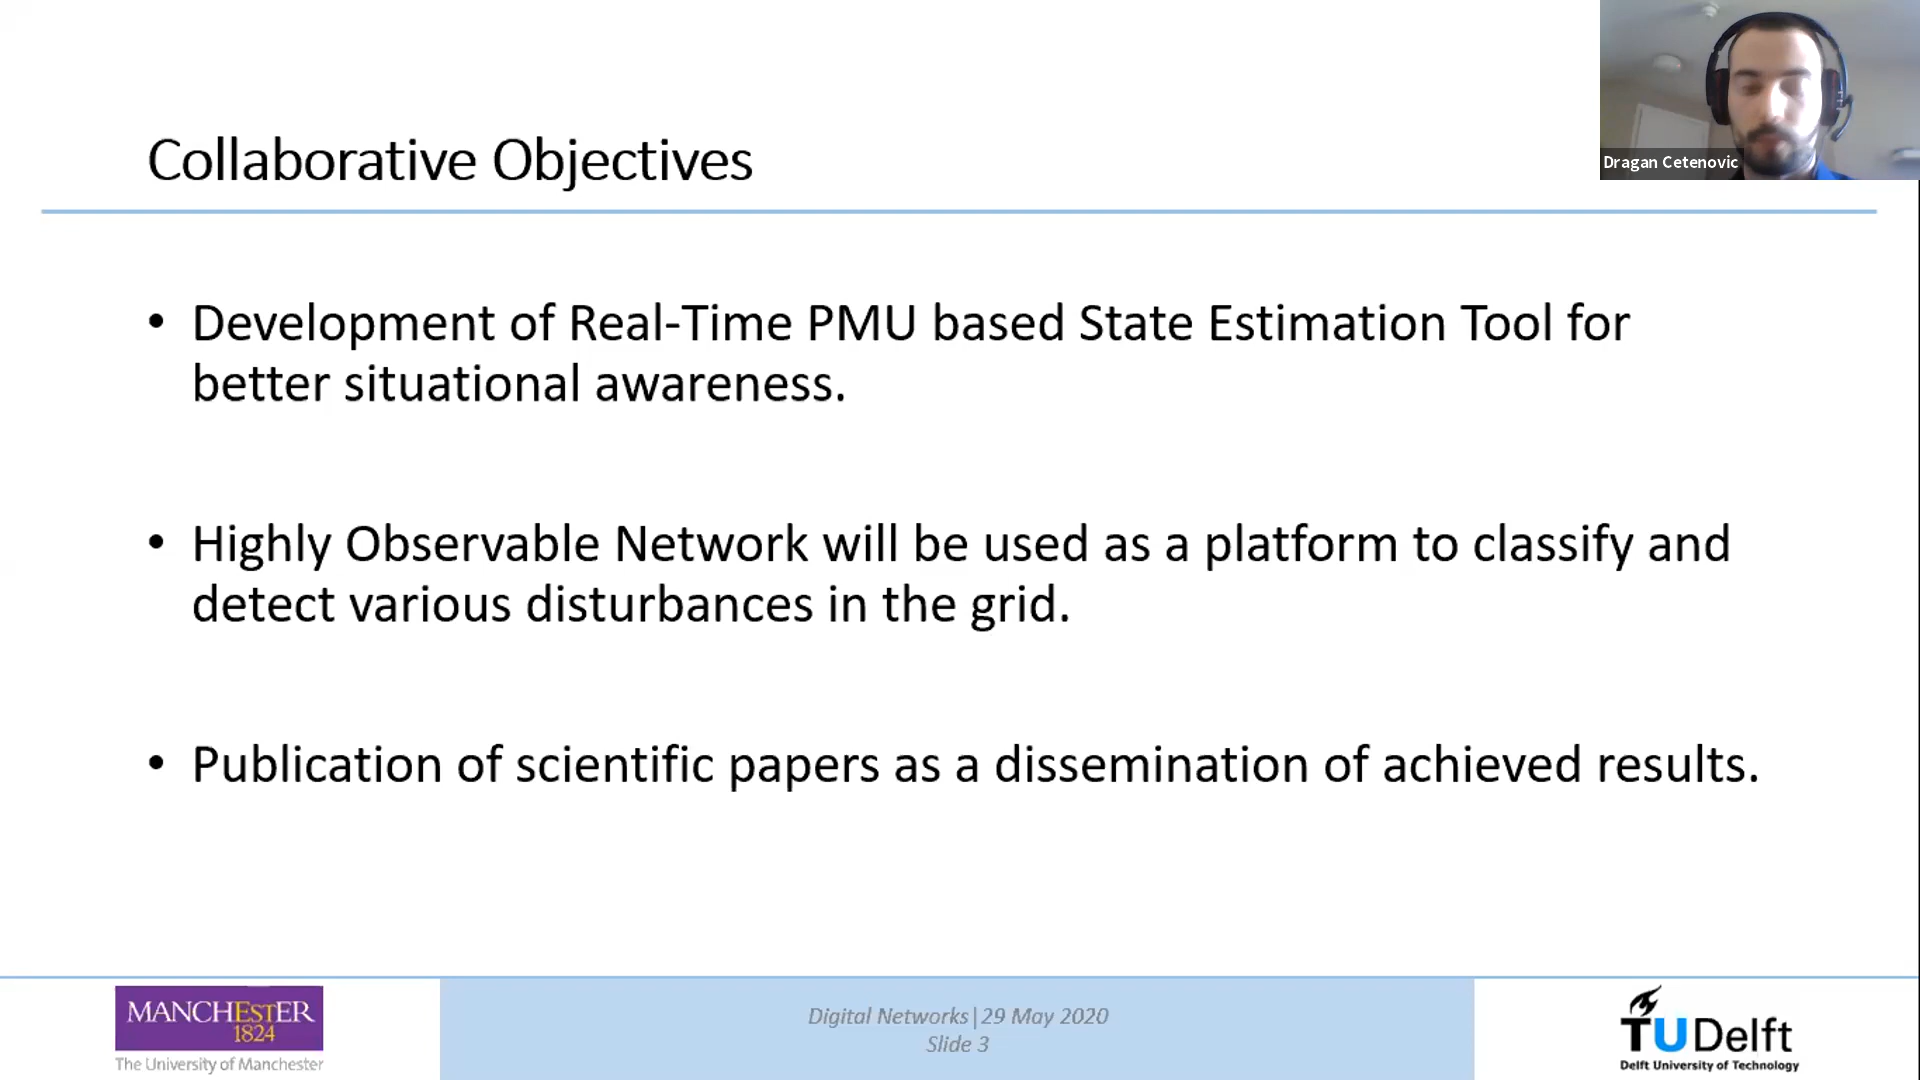 Collaborative Objectives
Dragan Cetenovic
• Development of Real-Time PMU based State Estimation Tool for
better situational awareness.
• Highly Observable Network will be used as a platform to classify and
detect various disturbances in the grid.
• Publication of scientific papers as a dissemination of achieved results.
MANCHESTER
1824
The University of Manchester
Digital Networks|29 May 2020
Slide 3
TUDelft
Delft University of Technology